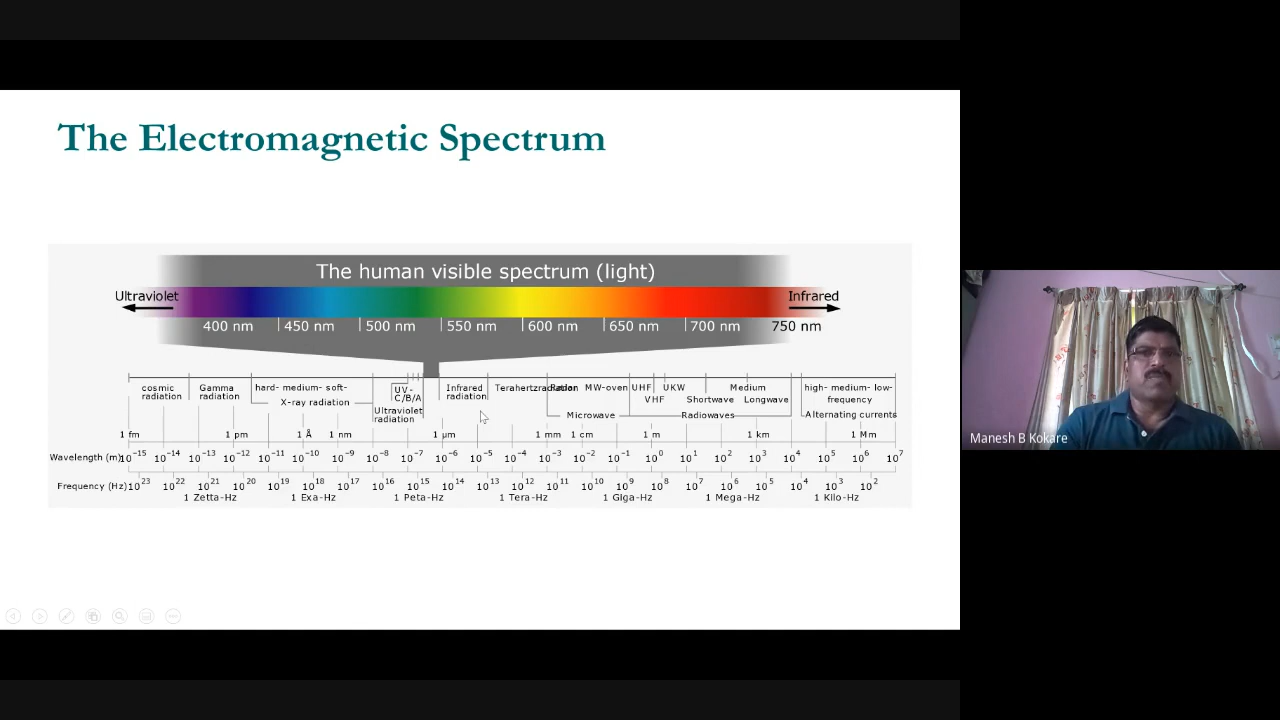 The Electromagnetic Spectrum
The human visible spectrum (light)
Ultraviolet
Infrared
400 nm 450 nm 500 nm 550 nm 600 nm 650 nm 700 nm 750 nm
cosmic radiation
Gamma radiation
hard- medium- soft-
X-ray radiation
UV-
C/B/A
Ultraviolet radiation
Infrared radiation
Terahertzradiation
Radar
MW-oven
Microwave
UHF
VHF
UKW
Shortwave
Medium
Longwave
Radiowaves
high- medium- low-
frequency
Alternating currents
1 fm 1 pm 1 Å 1 nm 1 µm 1 mm 1 cm 1 m 1 km 1 Mm
Wavelength (m) 10⁻¹⁵ 10⁻¹⁴ 10⁻¹³ 10⁻¹² 10⁻¹¹ 10⁻¹⁰ 10⁻⁹ 10⁻⁸ 10⁻⁷ 10⁻⁶ 10⁻⁵ 10⁻⁴ 10⁻³ 10⁻² 10⁻¹ 10⁰ 10¹ 10² 10³ 10⁴ 10⁵ 10⁶ 10⁷
Frequency (Hz) 10²³ 10²² 10²¹ 10²⁰ 10¹⁹ 10¹⁸ 10¹⁷ 10¹⁶ 10¹⁵ 10¹⁴ 10¹³ 10¹² 10¹¹ 10¹⁰ 10⁹ 10⁸ 10⁷ 10⁶ 10⁵ 10⁴ 10³ 10²
1 Zetta-Hz 1 Exa-Hz 1 Peta-Hz 1 Tera-Hz 1 Giga-Hz 1 Mega-Hz 1 Kilo-Hz
Manesh B Kokare